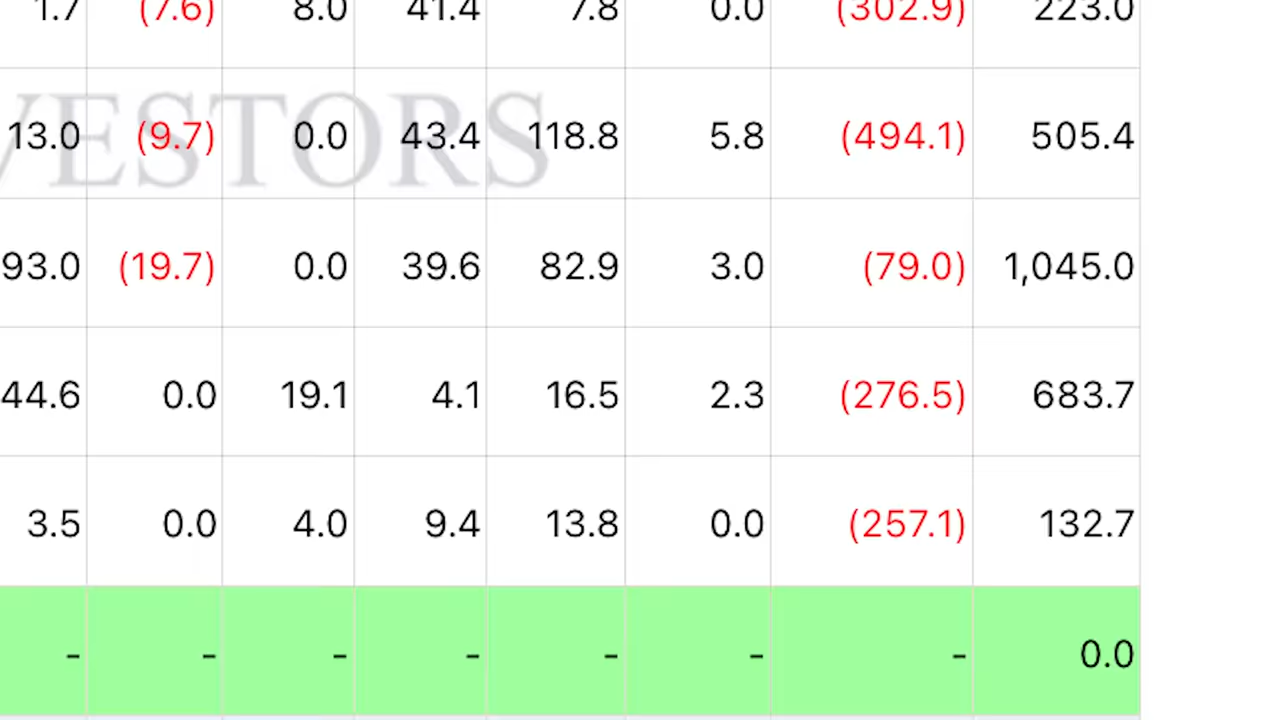 1.7 (7.6) 8.0 41.4 7.8 0.0 (302.9) 223.0
VESTORS
13.0 (9.7) 0.0 43.4 118.8 5.8 (494.1) 505.4
93.0 (19.7) 0.0 39.6 82.9 3.0 (79.0) 1,045.0
44.6 0.0 19.1 4.1 16.5 2.3 (276.5) 683.7
3.5 0.0 4.0 9.4 13.8 0.0 (257.1) 132.7
- - - - - - - 0.0